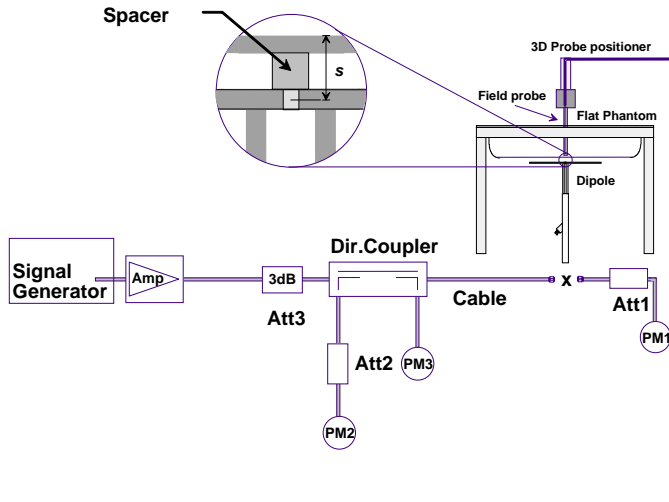 Spacer
s
3D Probe positioner
Field probe
Flat Phantom
Dipole
Dir.Coupler
Signal
Generator
Amp
3dB
Att3
Cable
x
Att1
PM1
Att2
PM3
PM2